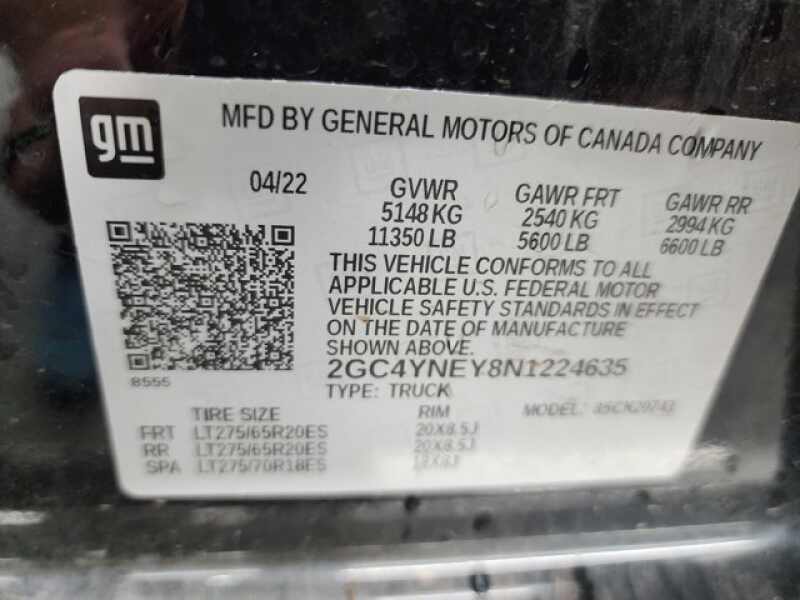 gm
MFD BY GENERAL MOTORS OF CANADA COMPANY
04/22 GVWR GAWR FRT GAWR RR
5148 KG 2540 KG 2994 KG
11350 LB 5600 LB 6600 LB
THIS VEHICLE CONFORMS TO ALL
APPLICABLE U.S. FEDERAL MOTOR
VEHICLE SAFETY STANDARDS IN EFFECT
ON THE DATE OF MANUFACTURE
SHOWN ABOVE.
8555
2GC4YNEY8N1224635
TYPE: TRUCK MODEL:
TIRE SIZE RIM
FRT LT275/65R20ES 20X8.5J
RR LT275/65R20ES 20X8.5J
SPA LT275/70R18ES 18X8J